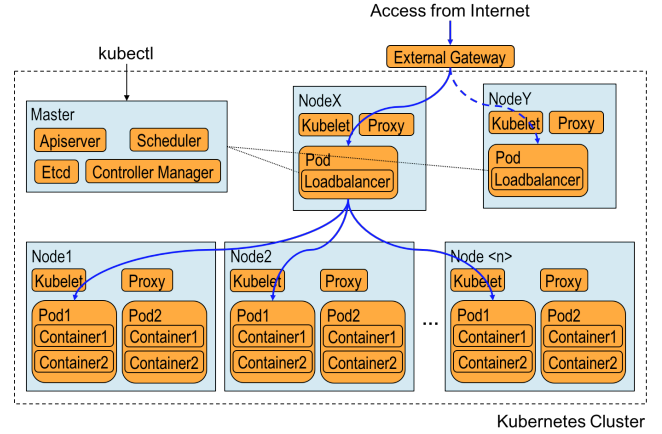 Access from Internet
External Gateway
kubectl
Master
Apiserver
Scheduler
Etcd
Controller Manager
NodeX
Kubelet
Proxy
Pod
Loadbalancer
NodeY
Kubelet
Proxy
Pod
Loadbalancer
Node1
Kubelet
Proxy
Pod1
Container1
Container2
Pod2
Container1
Container2
Node2
Kubelet
Proxy
Pod1
Container1
Container2
Pod2
Container1
Container2
...
Node <n>
Kubelet
Proxy
Pod1
Container1
Container2
Pod2
Container1
Container2
Kubernetes Cluster